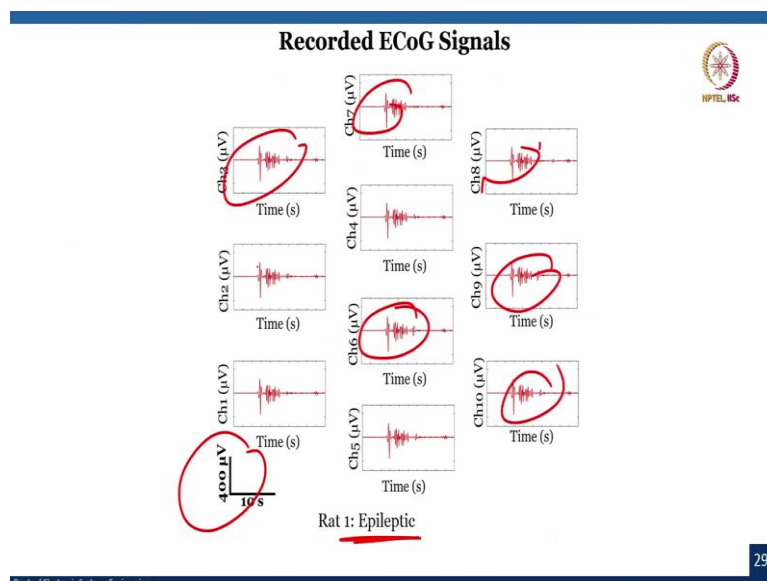 Recorded ECoG Signals
NPTEL, IISc
Ch7 (µV)
Time (s)
Ch3 (µV)
Time (s)
Ch8 (µV)
Time (s)
Ch4 (µV)
Time (s)
Ch2 (µV)
Time (s)
Ch9 (µV)
Time (s)
Ch6 (µV)
Time (s)
Ch1 (µV)
Time (s)
Ch10 (µV)
Time (s)
Ch5 (µV)
Time (s)
400 µV
10 s
Rat 1: Epileptic
29